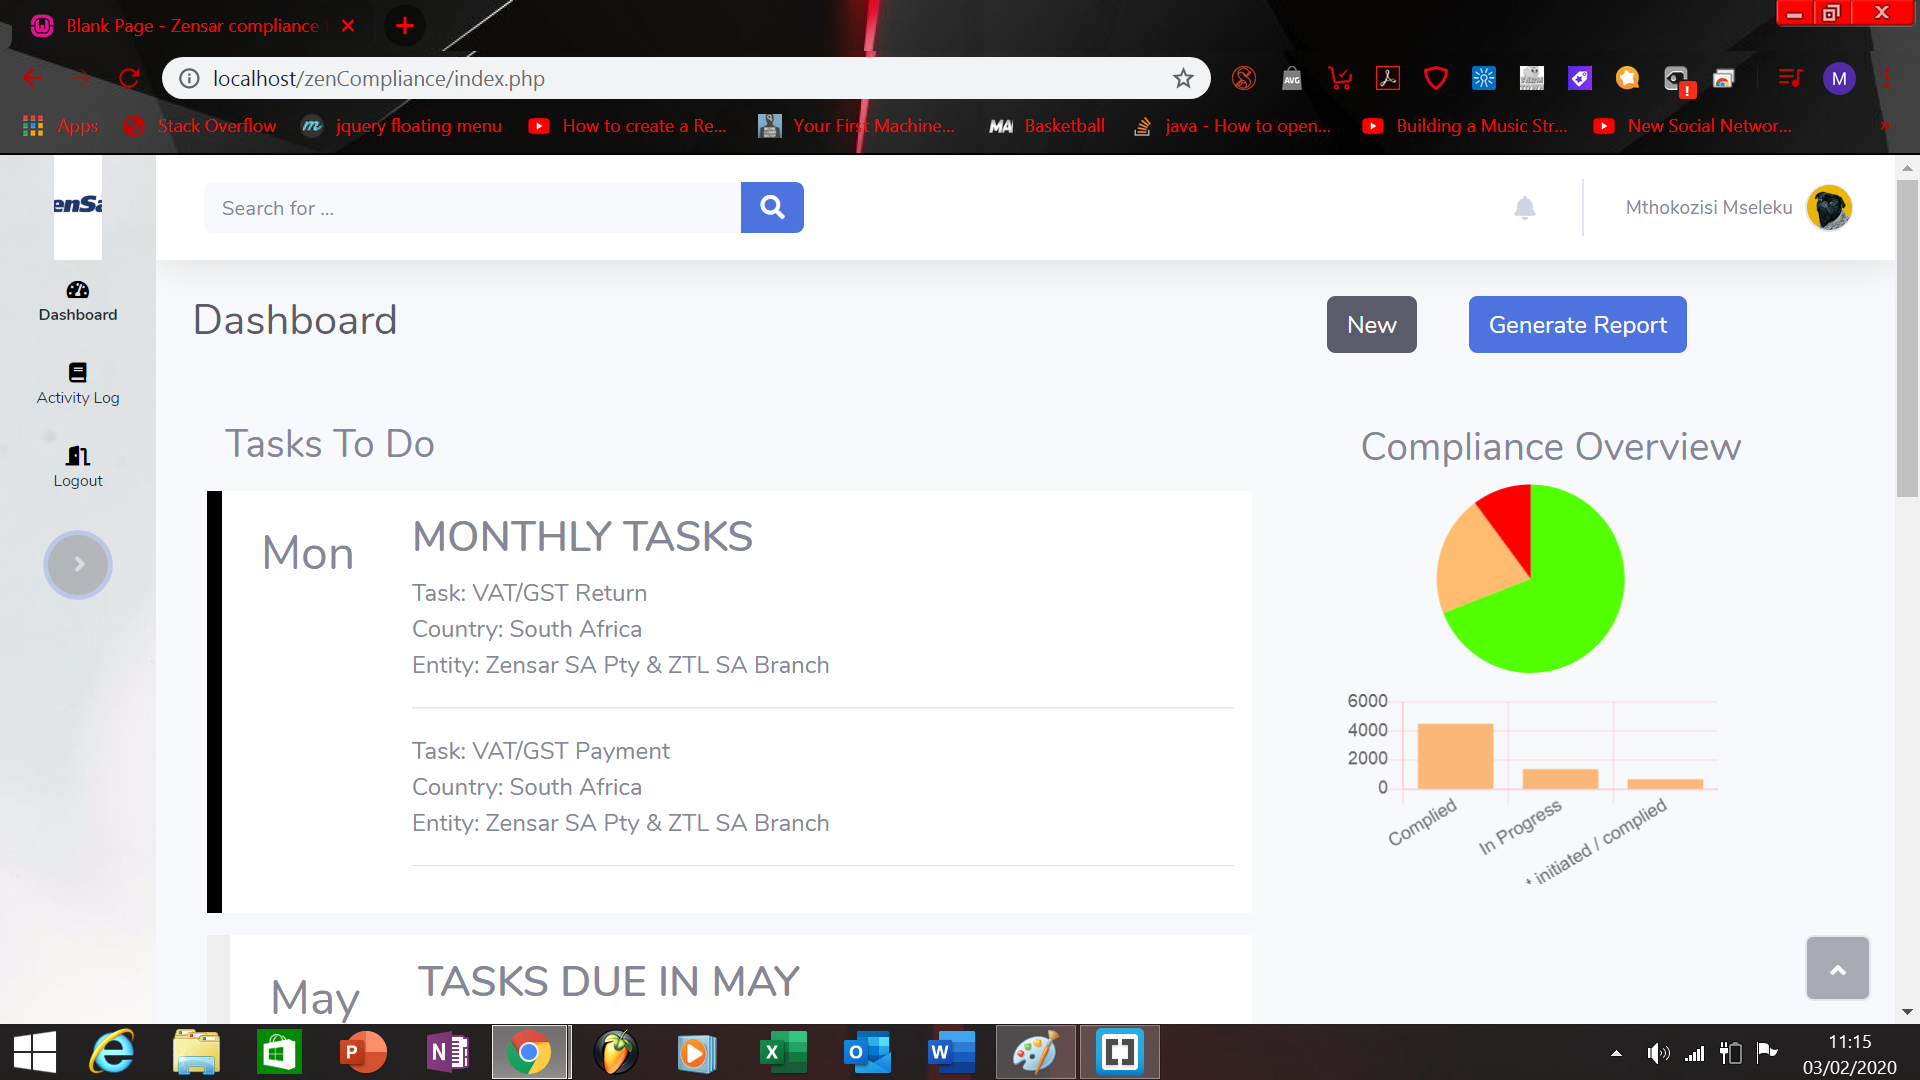 Blank Page - Zensar compliance
localhost/zenCompliance/index.php
AVG
!
M
Apps
Stack Overflow
jquery floating menu
How to create a Re...
Your First Machine...
MA Basketball
java - How to open...
Building a Music Str...
New Social Networ...
»
enSa
Search for ...
Mthokozisi Mseleku
Dashboard
Activity Log
Logout
Dashboard
New
Generate Report
Tasks To Do
Mon
MONTHLY TASKS
Task: VAT/GST Return
Country: South Africa
Entity: Zensar SA Pty & ZTL SA Branch
Task: VAT/GST Payment
Country: South Africa
Entity: Zensar SA Pty & ZTL SA Branch
May
TASKS DUE IN MAY
Compliance Overview
6000
4000
2000
0
Complied
In Progress
t initiated / complied
11:15
03/02/2020